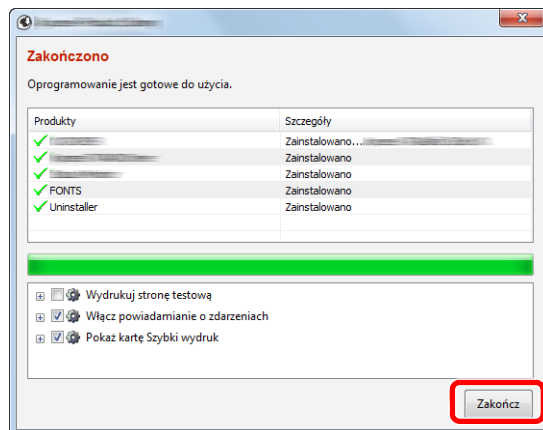 Zakończono
Oprogramowanie jest gotowe do użycia.
Produkty Szczegóły
Zainstalowano...
Zainstalowano
Zainstalowano
FONTS Zainstalowano
Uninstaller Zainstalowano
Wydrukuj stronę testową
Włącz powiadamianie o zdarzeniach
Pokaż kartę Szybki wydruk
Zakończ